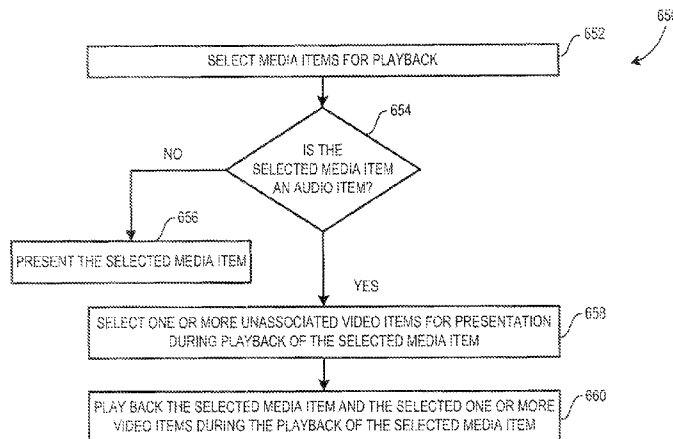 650
652
SELECT MEDIA ITEMS FOR PLAYBACK
654
IS THE
SELECTED MEDIA ITEM
AN AUDIO ITEM?
NO
656
PRESENT THE SELECTED MEDIA ITEM
YES
658
SELECT ONE OR MORE UNASSOCIATED VIDEO ITEMS FOR PRESENTATION
DURING PLAYBACK OF THE SELECTED MEDIA ITEM
660
PLAY BACK THE SELECTED MEDIA ITEM AND THE SELECTED ONE OR MORE
VIDEO ITEMS DURING THE PLAYBACK OF THE SELECTED MEDIA ITEM